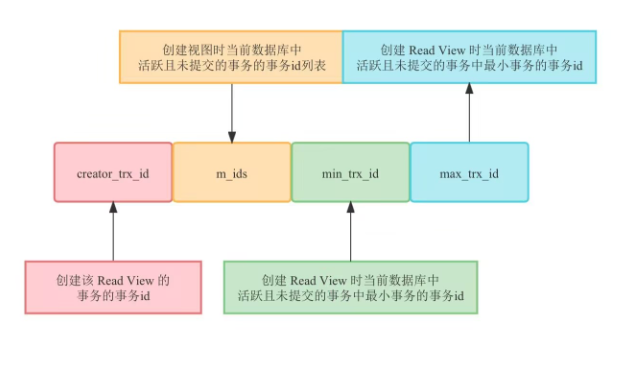 创建视图时当前数据库中
活跃且未提交的事务的事务id列表
创建 Read View 时当前数据库中
活跃且未提交的事务中最小事务的事务id
creator_trx_id
m_ids
min_trx_id
max_trx_id
创建该 Read View 的
事务的事务id
创建 Read View 时当前数据库中
活跃且未提交的事务中最小事务的事务id